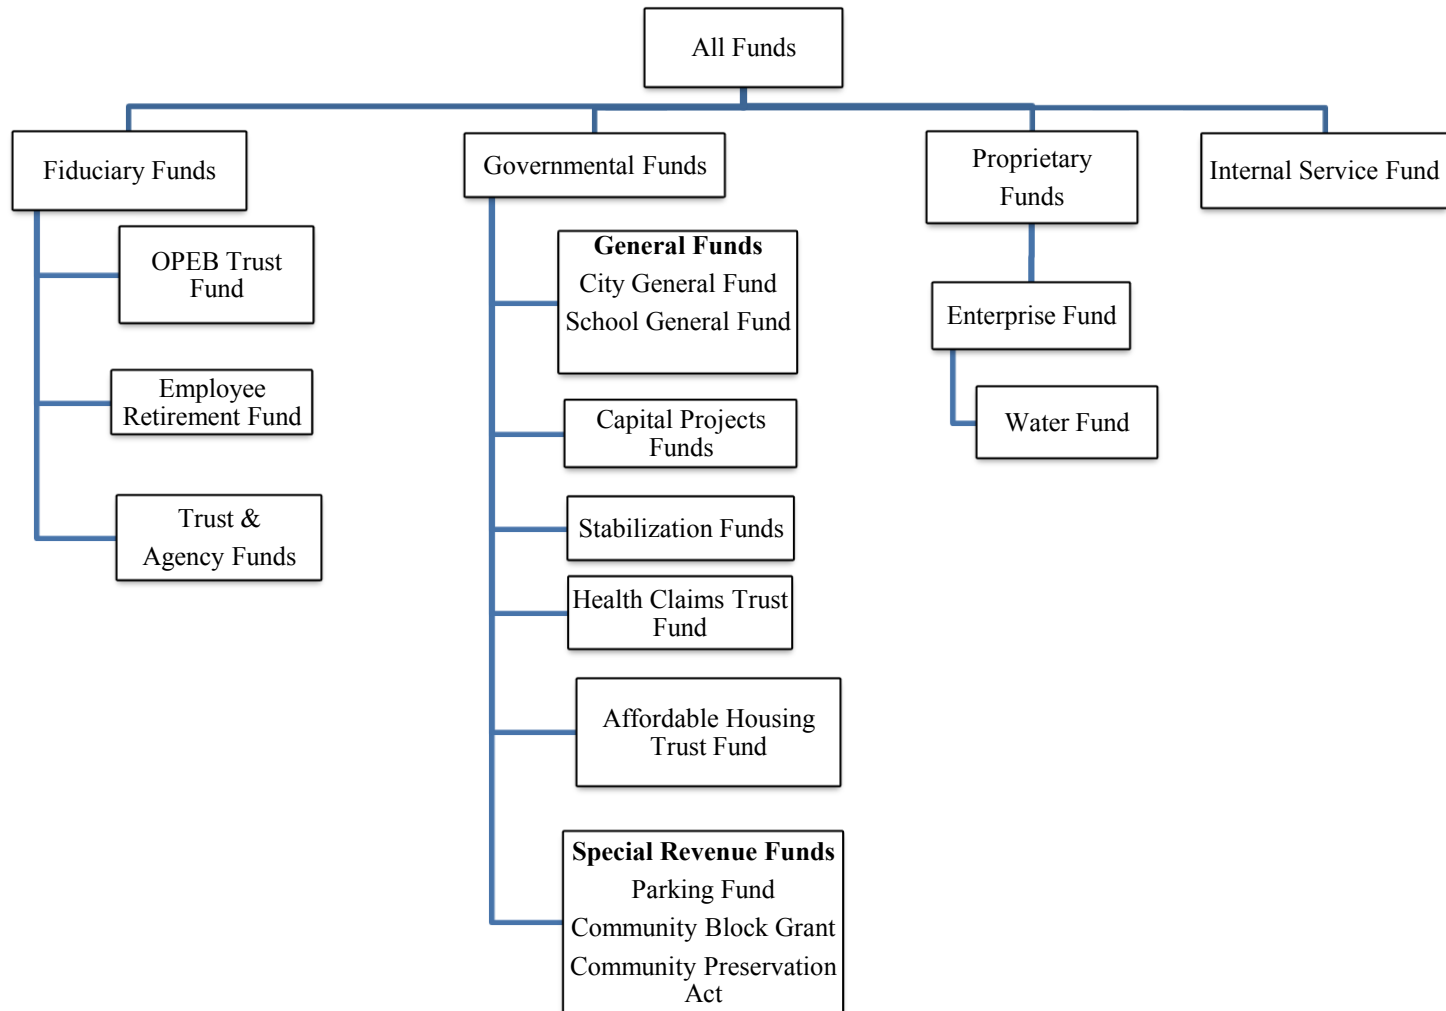 All Funds
Fiduciary Funds
Governmental Funds
Proprietary
Funds
Internal Service Fund
OPEB Trust
Fund
Employee
Retirement Fund
Trust &
Agency Funds
General Funds
City General Fund
School General Fund
Capital Projects
Funds
Stabilization Funds
Health Claims Trust
Fund
Affordable Housing
Trust Fund
Special Revenue Funds
Parking Fund
Community Block Grant
Community Preservation
Act
Enterprise Fund
Water Fund